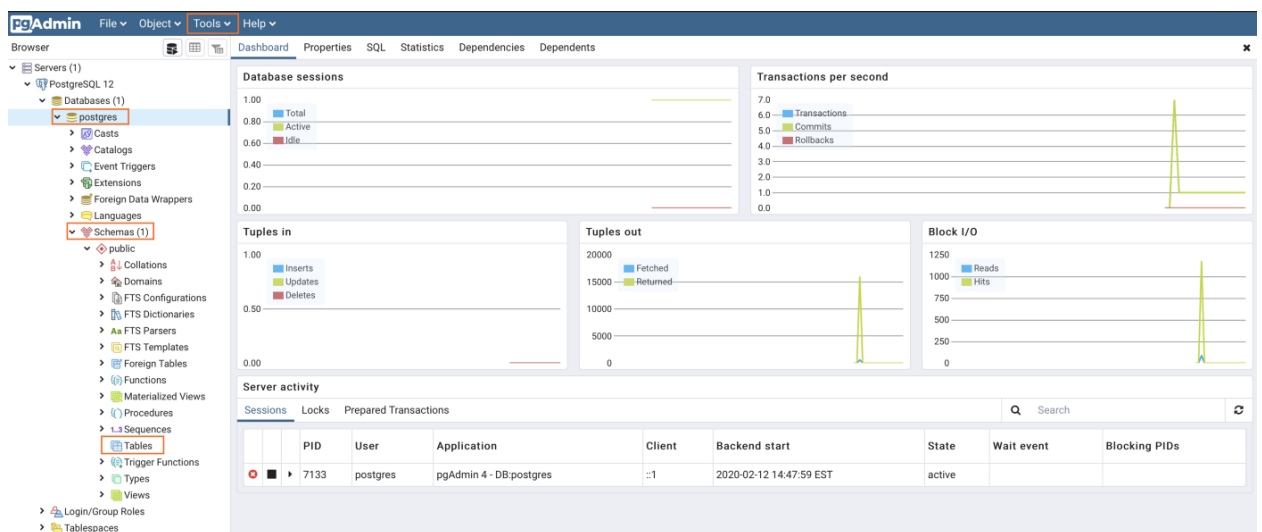 pgAdmin File Object Tools Help
Browser Dashboard Properties SQL Statistics Dependencies Dependents
Servers (1)
PostgreSQL 12
Databases (1)
postgres
Casts
Catalogs
Event Triggers
Extensions
Foreign Data Wrappers
Languages
Schemas (1)
public
Collations
Domains
FTS Configurations
FTS Dictionaries
Aa FTS Parsers
FTS Templates
Foreign Tables
Functions
Materialized Views
Procedures
1..3 Sequences
Tables
Trigger Functions
Types
Views
Login/Group Roles
Tablespaces
Database sessions
1.00
0.80
0.60
0.40
0.20
0.00
Total
Active
Idle
Transactions per second
7.0
6.0
5.0
4.0
3.0
2.0
1.0
0.0
Transactions
Commits
Rollbacks
Tuples in
1.00
0.50
0.00
Inserts
Updates
Deletes
Tuples out
20000
15000
10000
5000
0
Fetched
Returned
Block I/O
1250
1000
750
500
250
0
Reads
Hits
Server activity
Sessions Locks Prepared Transactions Search
PID User Application Client Backend start State Wait event Blocking PIDs
7133 postgres pgAdmin 4 - DB:postgres ::1 2020-02-12 14:47:59 EST active